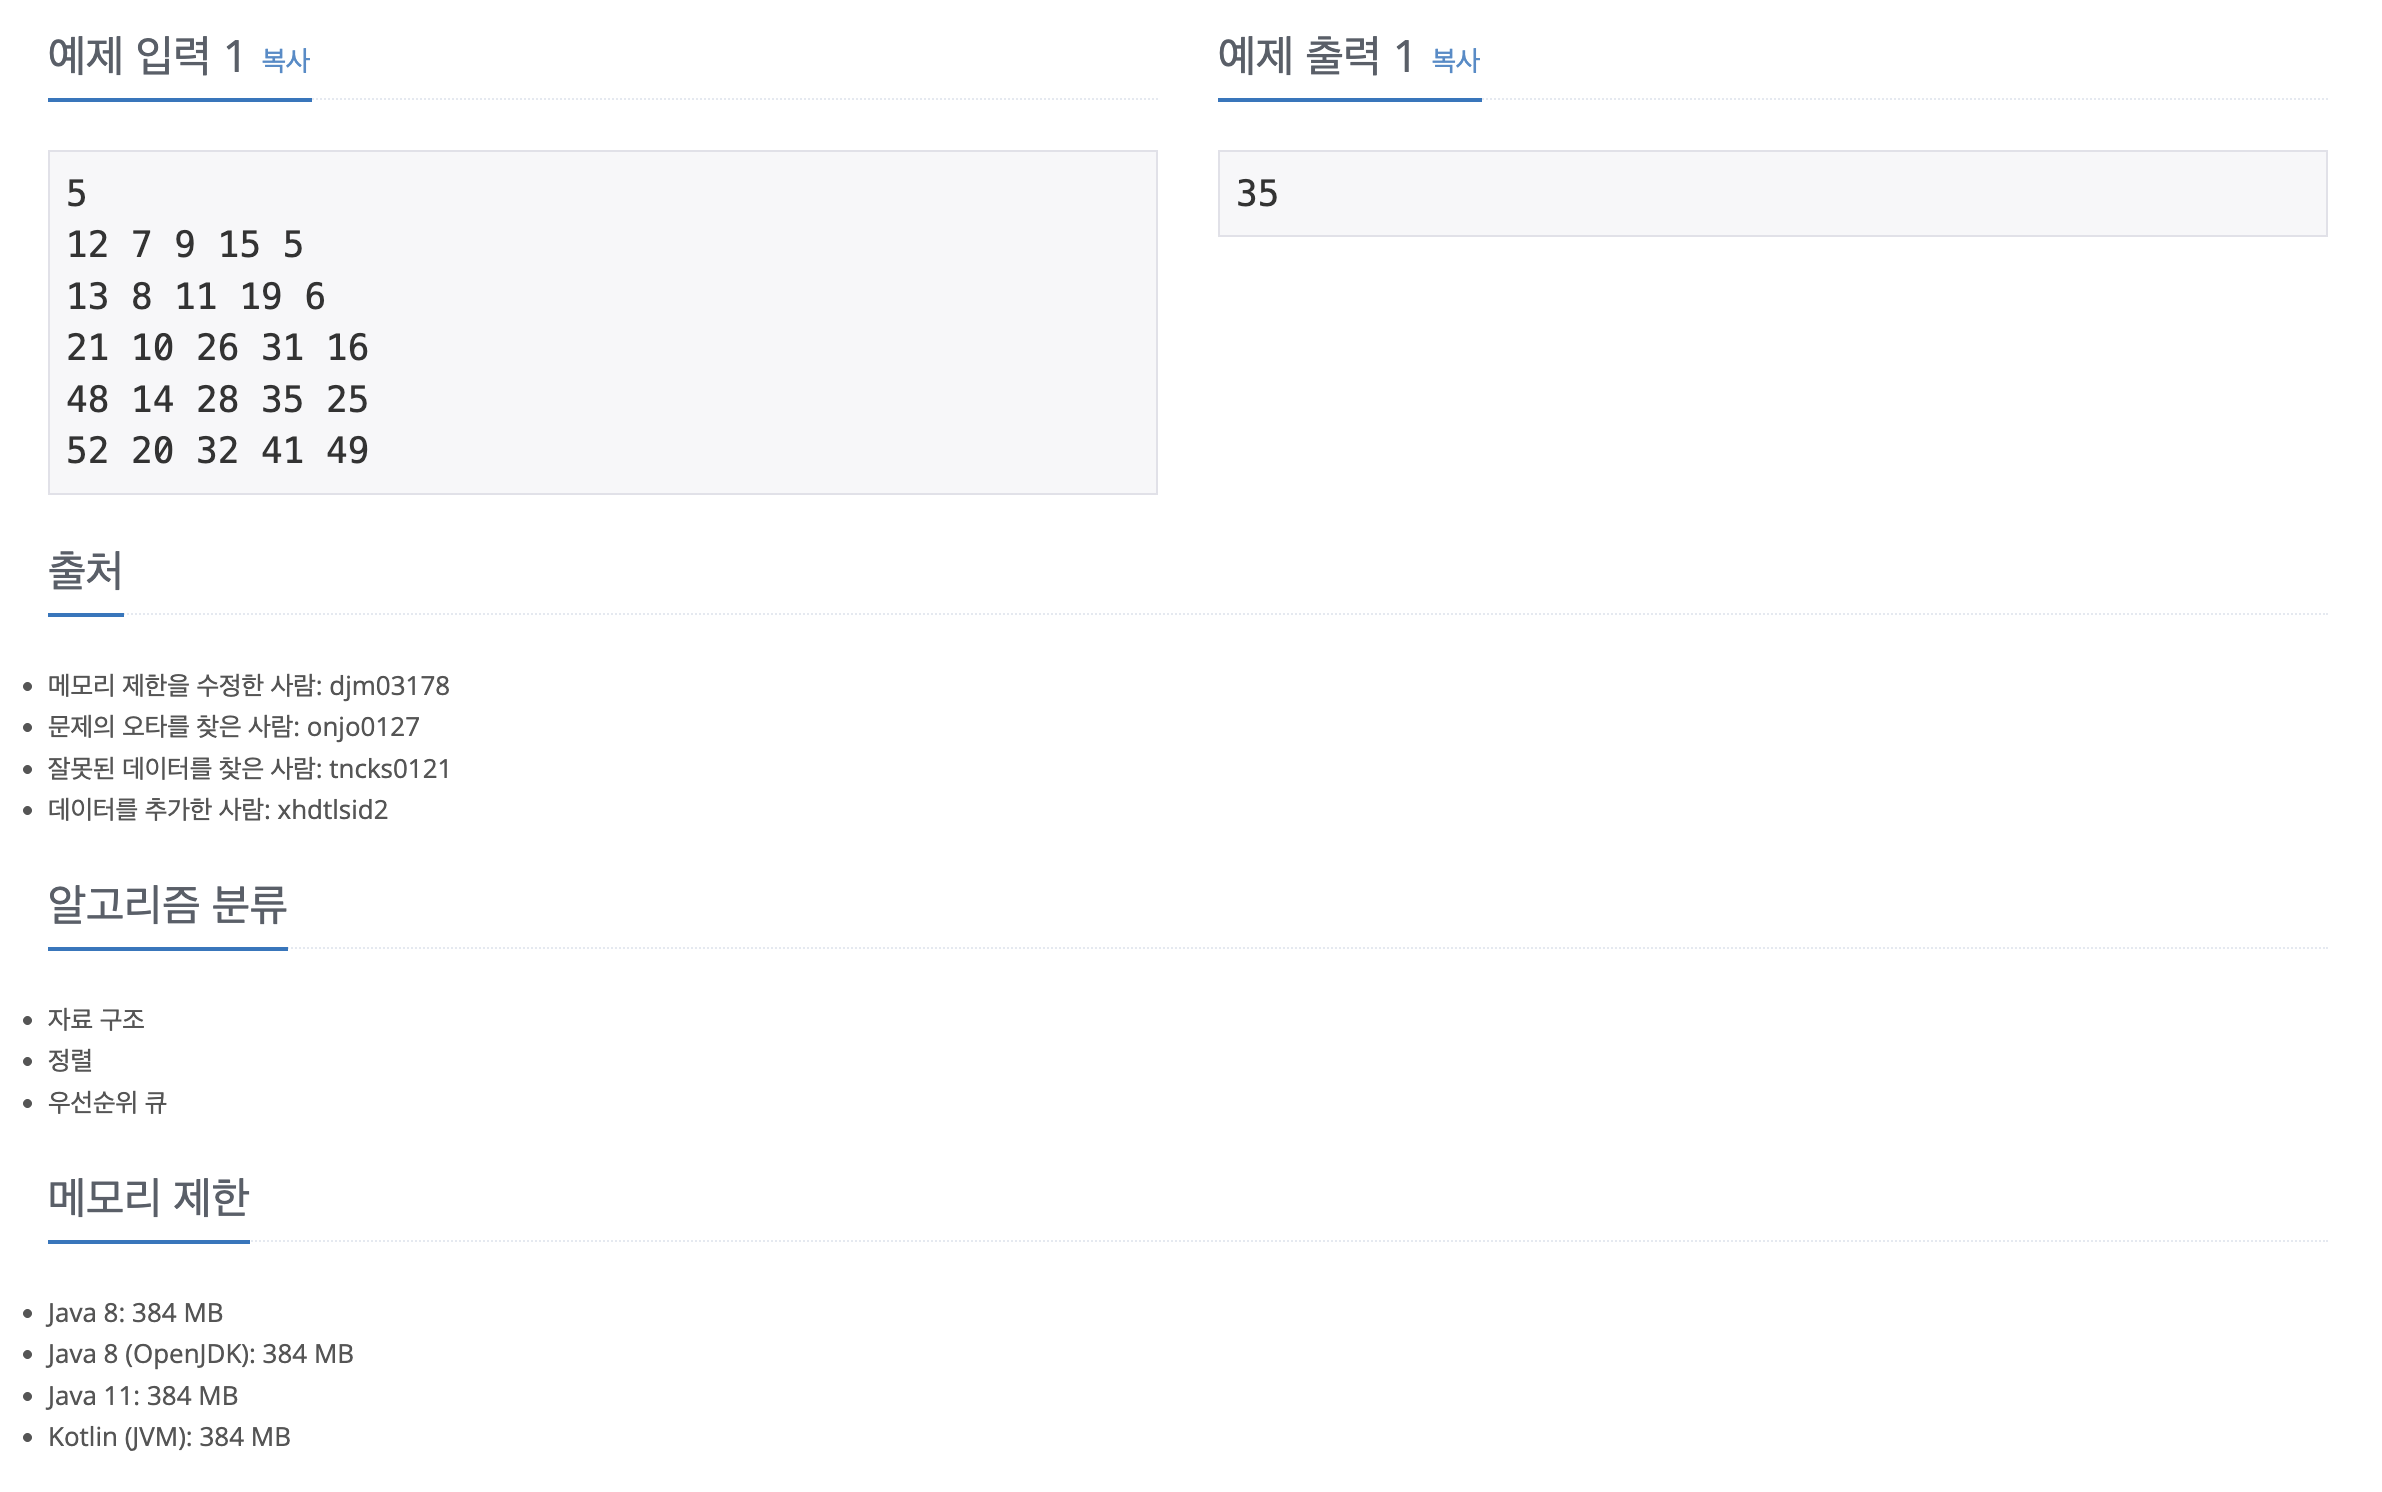 예제 입력 1 복사
5
12 7 9 15 5
13 8 11 19 6
21 10 26 31 16
48 14 28 35 25
52 20 32 41 49
예제 출력 1 복사
35
출처
메모리 제한을 수정한 사람: djm03178
문제의 오타를 찾은 사람: onjo0127
잘못된 데이터를 찾은 사람: tncks0121
데이터를 추가한 사람: xhdtlsid2
알고리즘 분류
자료 구조
정렬
우선순위 큐
메모리 제한
Java 8: 384 MB
Java 8 (OpenJDK): 384 MB
Java 11: 384 MB
Kotlin (JVM): 384 MB